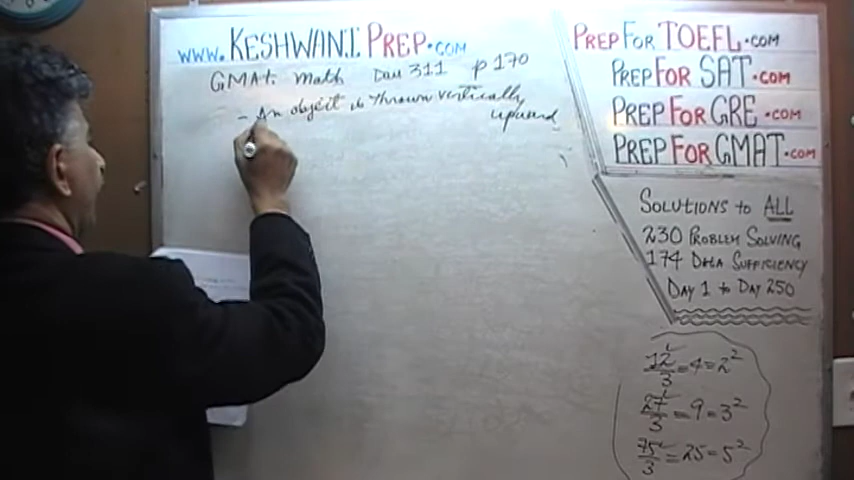 www.KESHWANI PREP.COM
GMAT. Math Day 311 p 170
- An object is thrown vertically
upward
PREP FOR TOEFL.COM
PREP FOR SAT.COM
PREP FOR GRE.COM
PREP FOR GMAT.COM
SOLUTIONS to ALL
230 PROBLEM SOLVING
174 DATA SUFFICIENCY
DAY 1 to DAY 250
12/3 = 4 = 2²
27/3 = 9 = 3²
75/3 = 25 = 5²